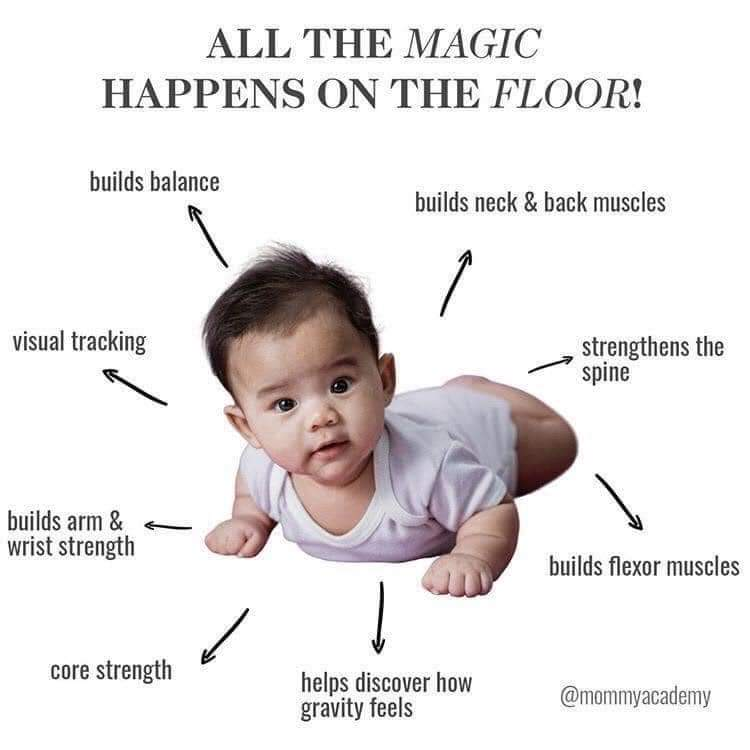 ALL THE MAGIC
HAPPENS ON THE FLOOR!
builds balance
builds neck & back muscles
visual tracking
strengthens the
spine
builds arm &
wrist strength
builds flexor muscles
core strength
helps discover how
gravity feels
@mommyacademy